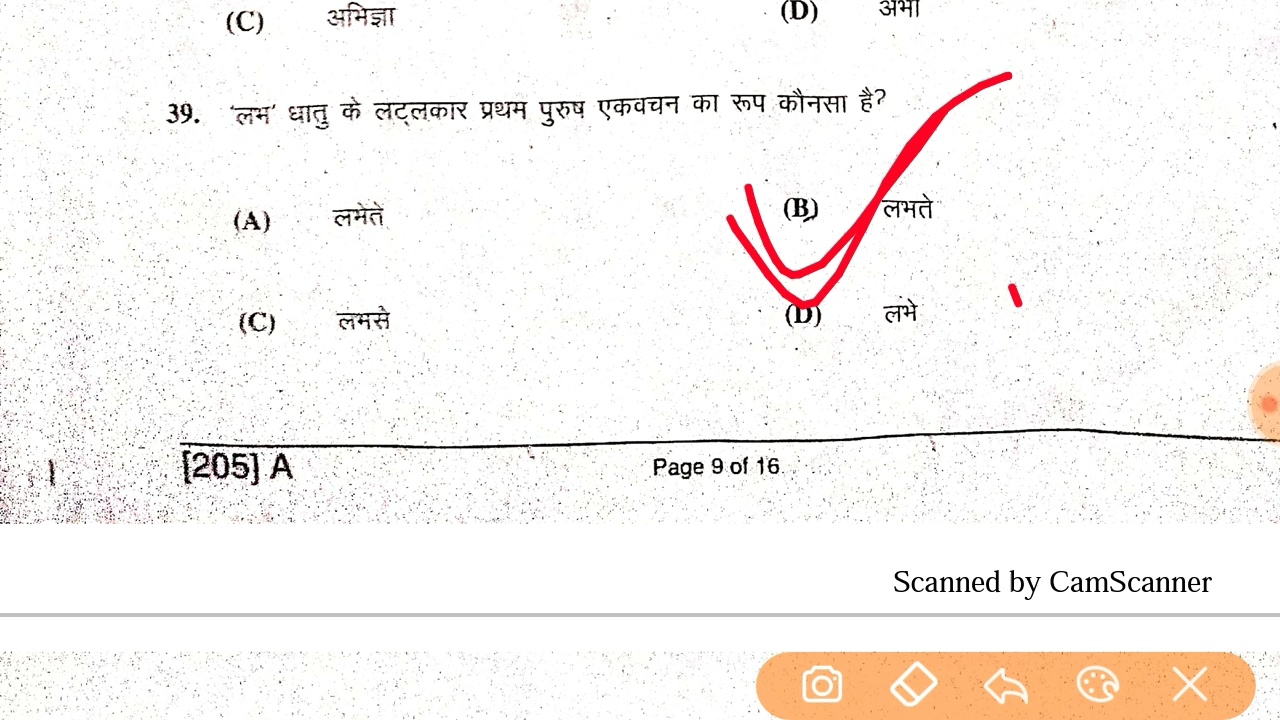 (C) अभिज्ञा (D) अभी
39. 'लभ' धातु के लट्लकार प्रथम पुरुष एकवचन का रूप कौनसा है?
(A) लभेते (B) लभते
(C) लभसे (D) लभे
[205] A Page 9 of 16
Scanned by CamScanner